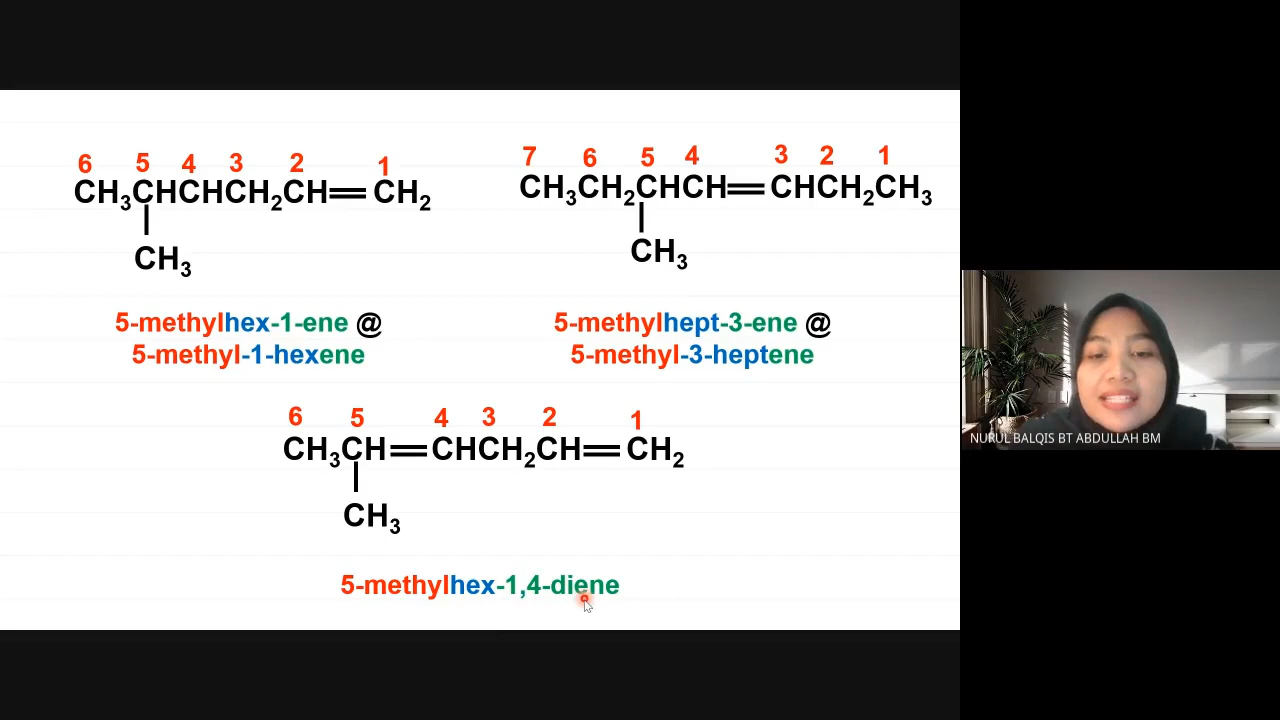 6 5 4 3 2 1
CH₃CHCHCH₂CH=CH₂
CH₃
5-methylhex-1-ene @
5-methyl-1-hexene
7 6 5 4 3 2 1
CH₃CH₂CHCH=CHCH₂CH₃
CH₃
5-methylhept-3-ene @
5-methyl-3-heptene
6 5 4 3 2 1
CH₃CH=CHCH₂CH=CH₂
CH₃
5-methylhex-1,4-diene
NURUL BALQIS BT ABDULLAH BM